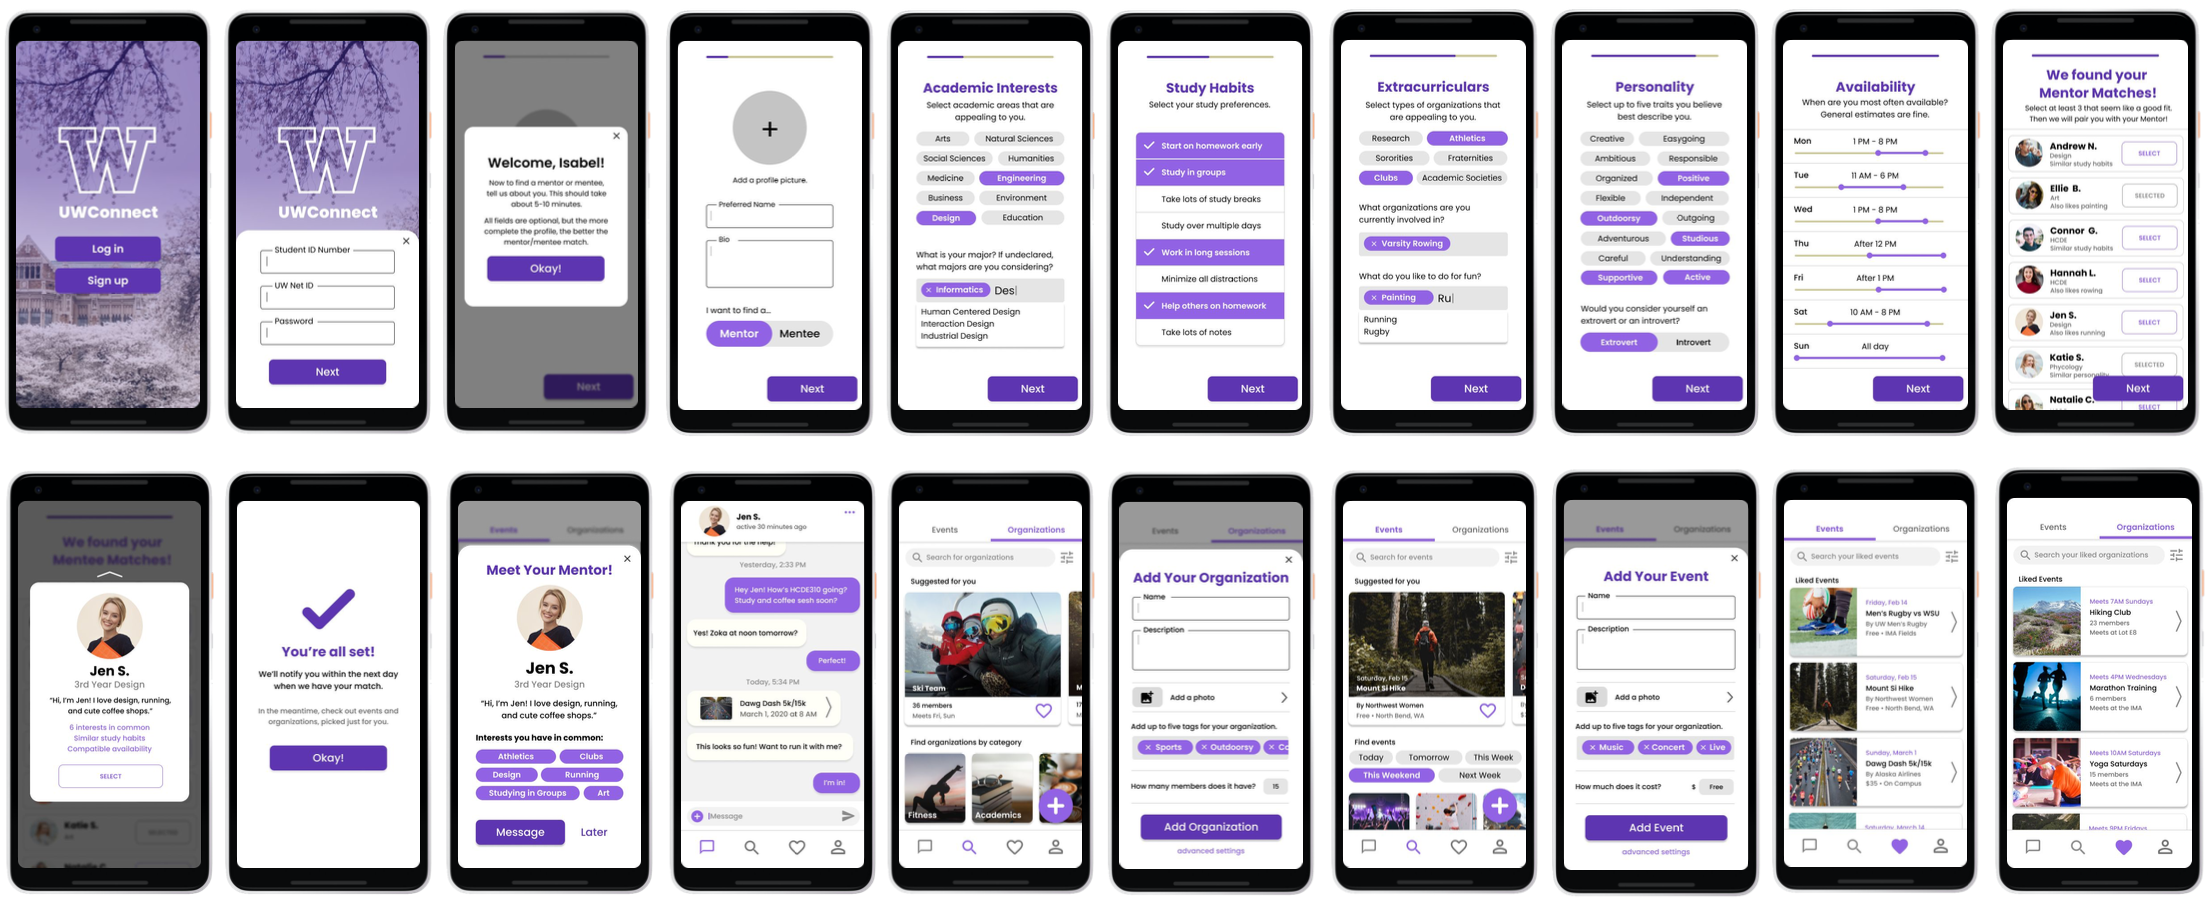 W
UWConnect
Log in
Sign up
W
UWConnect
Student ID Number
UW Net ID
Password
Next
Welcome, Isabel!
Now to find a mentor or mentee,
tell us about you. This should take
about 5-10 minutes.
All fields are optional, but the more
complete the profile, the better the
mentor/mentee match.
Okay!
Next
+
Add a profile picture.
Preferred Name
Bio
I want to find a...
Mentor Mentee
Next
Academic Interests
Select academic areas that are
appealing to you.
Arts Natural Sciences
Social Sciences Humanities
Medicine Engineering
Business Environment
Design Education
What is your major? If undeclared,
what majors are you considering?
× Informatics Des
Human Centered Design
Interaction Design
Industrial Design
Next
Study Habits
Select your study preferences.
Start on homework early
Study in groups
Take lots of study breaks
Study over multiple days
Work in long sessions
Minimize all distractions
Help others on homework
Take lots of notes
Next
Extracurriculars
Select types of organizations that
are appealing to you.
Research Athletics
Sororities Fraternities
Clubs Academic Societies
What organizations are you
currently involved in?
× Varsity Rowing
What do you like to do for fun?
× Painting Ru
Running
Rugby
Next
Personality
Select up to five traits you believe
best describe you.
Creative Easygoing
Ambitious Responsible
Organized Positive
Flexible Independent
Outdoorsy Outgoing
Adventurous Studious
Careful Understanding
Supportive Active
Would you consider yourself an
extrovert or an introvert?
Extrovert Introvert
Next
Availability
When are you most often available?
General estimates are fine.
Mon 1 PM - 8 PM
Tue 11 AM - 6 PM
Wed 1 PM - 8 PM
Thu After 12 PM
Fri After 1 PM
Sat 10 AM - 8 PM
Sun All day
Next
We found your
Mentor Matches!
Select at least 3 that seem like a good fit.
Then we will pair you with your Mentor!
Andrew N.
Design
Similar study habits
SELECT
Ellie B.
Art
Also likes painting
SELECTED
Connor G.
HCDE
Similar study habits
SELECT
Hannah L.
HCDE
Also likes rowing
SELECT
Jen S.
Design
Also likes running
SELECT
Katie S.
Phycology
Similar personality
SELECTED
Next
Natalie C.
SELECT
We found your
Mentee Matches!
Jen S.
3rd Year Design
"Hi, I'm Jen! I love design, running,
and cute coffee shops."
6 interests in common
Similar study habits
Compatible availability
SELECT
Katie S.
Art
SELECTED
Natalie C.
You're all set!
We'll notify you within the next day
when we have your match.
In the meantime, check out events and
organizations, picked just for you.
Okay!
Events Organizations
Meet Your Mentor!
Jen S.
3rd Year Design
"Hi, I'm Jen! I love design, running,
and cute coffee shops."
Interests you have in common:
Athletics Clubs
Design Running
Studying in Groups Art
Message Later
Jen S.
active 30 minutes ago
Thank you for the help!
Yesterday, 2:33 PM
Hey Jen! How's HCDE310 going?
Study and coffee sesh soon?
Yes! Zoka at noon tomorrow?
Perfect!
Today, 5:34 PM
Dawg Dash 5k/15k
March 1, 2020 at 8 AM
This looks so fun! Want to run it with me?
I'm in!
Message
Events Organizations
Search for organizations
Suggested for you
Ski Team
36 members
Meets Fri, Sun
M
17
Find organizations by category
Fitness
Academics
+
Events Organizations
Add Your Organization
Name
Description
Add a photo
Add up to five tags for your organization.
× Sports × Outdoorsy × Co
How many members does it have? 15
Add Organization
advanced settings
Events Organizations
Search for events
Suggested for you
Saturday, Feb 15
Mount Si Hike
By Northwest Women
Free • North Bend, WA
Find events
Today Tomorrow This Week
This Weekend Next Week
+
Events Organizations
Add Your Event
Name
Description
Add a photo
Add up to five tags for your organization.
× Music × Concert × Live
How much does it cost? $ Free
Add Event
advanced settings
Events Organizations
Search your liked events
Liked Events
Friday, Feb 14
Men's Rugby vs WSU
By UW Men's Rugby
Free • IMA Fields
Saturday, Feb 15
Mount Si Hike
By Northwest Women
Free • North Bend, WA
Sunday, March 1
Dawg Dash 5k/15k
By Alaska Airlines
$35 • On Campus
Saturday, March 14
Events Organizations
Search your liked organizations
Liked Events
Meets 7AM Sundays
Hiking Club
23 members
Meets at Lot E8
Meets 4PM Wednesdays
Marathon Training
6 members
Meets at the IMA
Meets 10AM Saturdays
Yoga Saturdays
15 members
Meets at the IMA
Meets 9PM Fridays